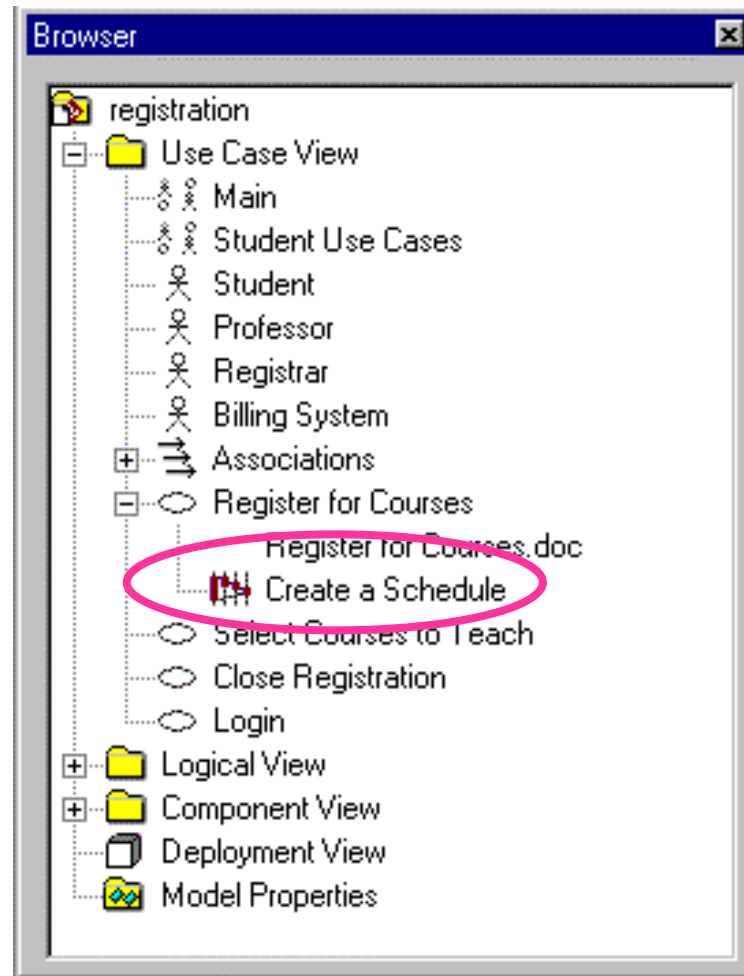 Browser
registration
Use Case View
Main
Student Use Cases
Student
Professor
Registrar
Billing System
Associations
Register for Courses
Register for Courses.doc
Create a Schedule
Select Courses to Teach
Close Registration
Login
Logical View
Component View
Deployment View
Model Properties